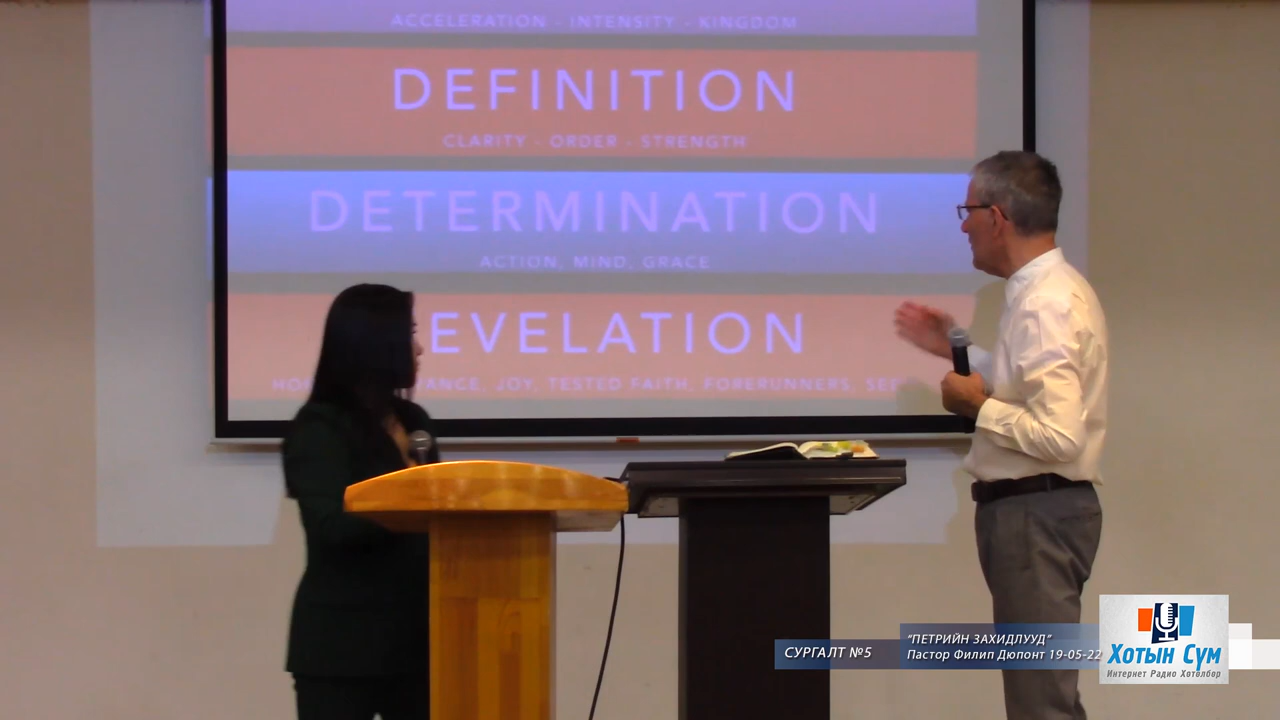 ACCELERATION - INTENSITY - KINGDOM
DEFINITION
CLARITY - ORDER - STRENGTH
DETERMINATION
ACTION, MIND, GRACE
EVELATION
JOY, TESTED FAITH, FORERUNNERS,
СУРГАЛТ №5
"ПЕТРИЙН ЗАХИДЛУУД"
Пастор Филип Дюпонт 19-05-22
Хотын Сүм
Интернет Радио Хөтөлбөр